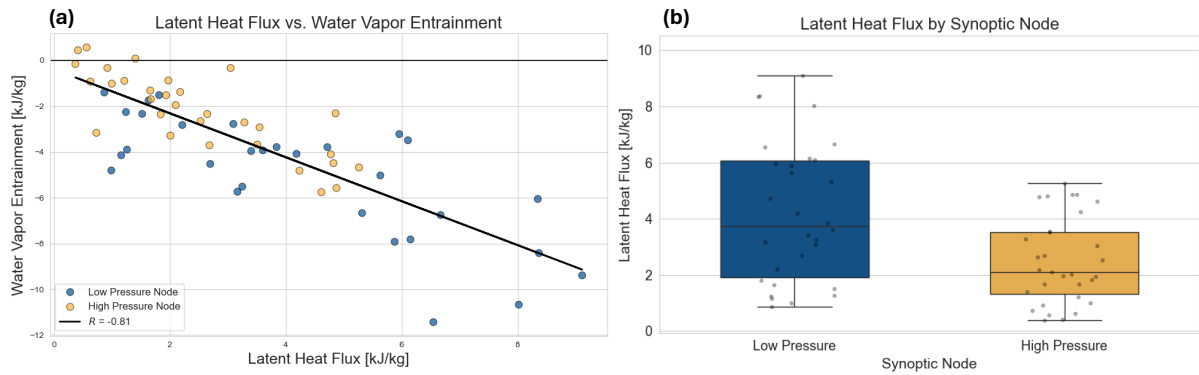 (a)
Latent Heat Flux vs. Water Vapor Entrainment
Water Vapor Entrainment [kJ/kg]
0
−2
−4
−6
−8
−10
−12
Low Pressure Node
High Pressure Node
R = -0.81
0
2
4
6
8
Latent Heat Flux [kJ/kg]
(b)
Latent Heat Flux by Synoptic Node
Latent Heat Flux [kJ/kg]
10
8
6
4
2
0
Low Pressure
High Pressure
Synoptic Node